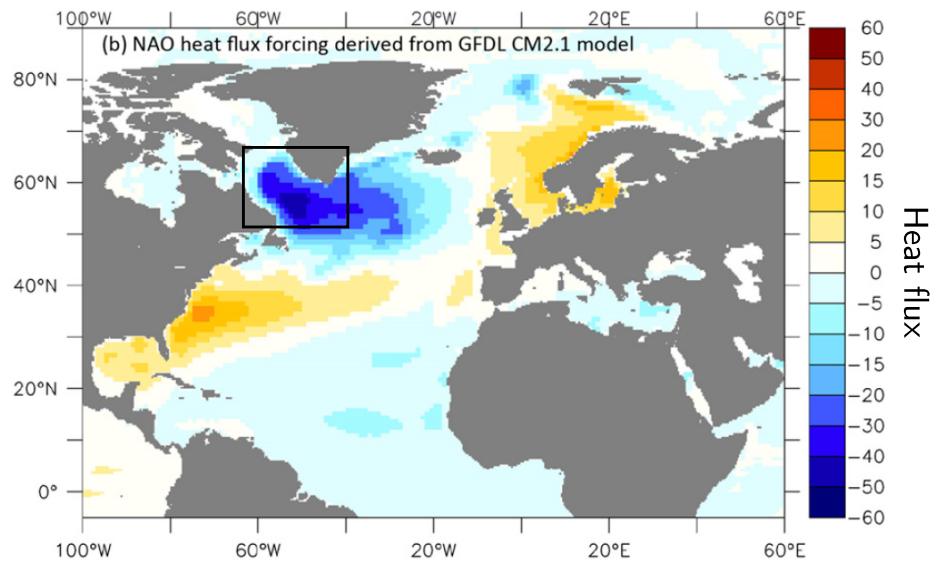 100°W 60°W 20°W 20°E 60°E
(b) NAO heat flux forcing derived from GFDL CM2.1 model
80°N
60°N
40°N
20°N
0°
100°W 60°W 20°W 20°E 60°E
60
50
40
30
20
15
10
5
0
−5
−10
−15
−20
−30
−40
−50
−60
Heat flux